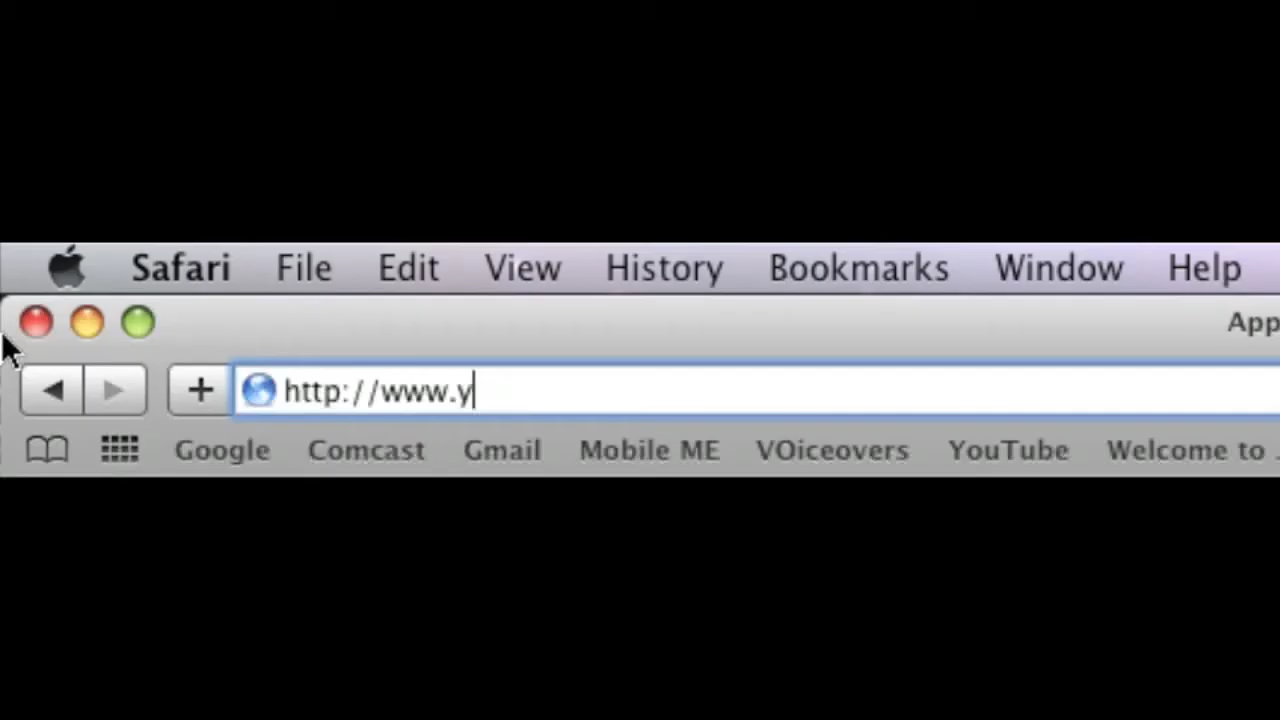 Safari File Edit View History Bookmarks Window Help
App
http://www.y
Google Comcast Gmail Mobile ME VOiceovers YouTube Welcome to .